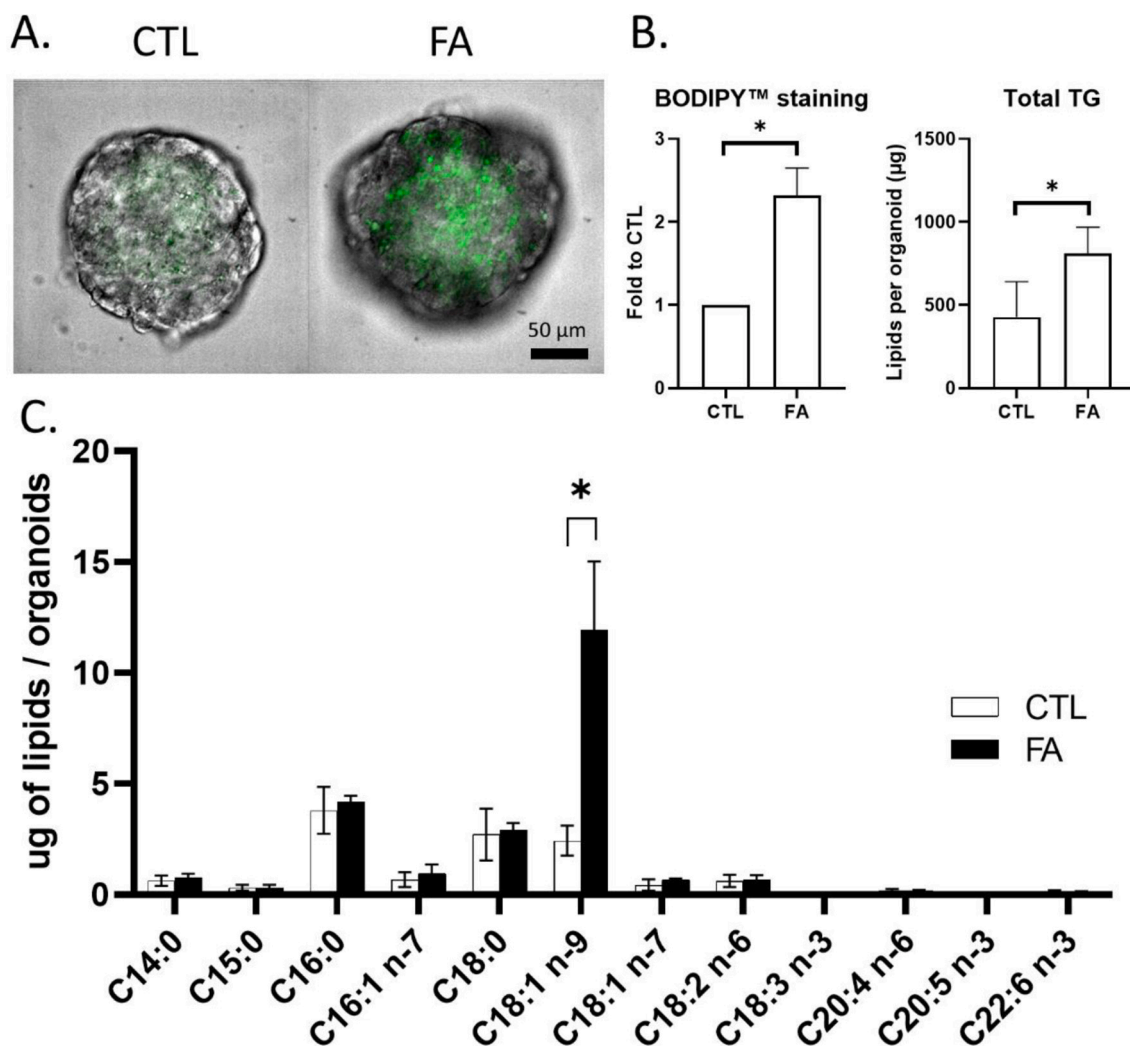 A.
CTL FA
50 µm
B.
BODIPY™ staining
*
Fold to CTL
3
2
1
0
CTL FA
Total TG
*
Lipids per organoid (µg)
1500
1000
500
0
CTL FA
C.
ug of lipids / organoids
20
15
10
5
0
*
CTL
FA
C14:0
C15:0
C16:0
C16:1 n-7
C18:0
C18:1 n-9
C18:1 n-7
C18:2 n-6
C18:3 n-3
C20:4 n-6
C20:5 n-3
C22:6 n-3